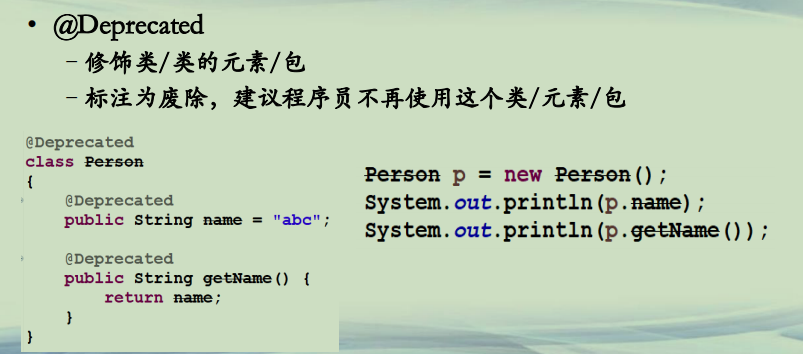 • @Deprecated
– 修饰类/类的元素/包
– 标注为废除，建议程序员不再使用这个类/元素/包
@Deprecated
class Person
{
@Deprecated
public String name = "abc";
@Deprecated
public String getName() {
return name;
}
}
Person p = new Person();
System.out.println(p.name);
System.out.println(p.getName());